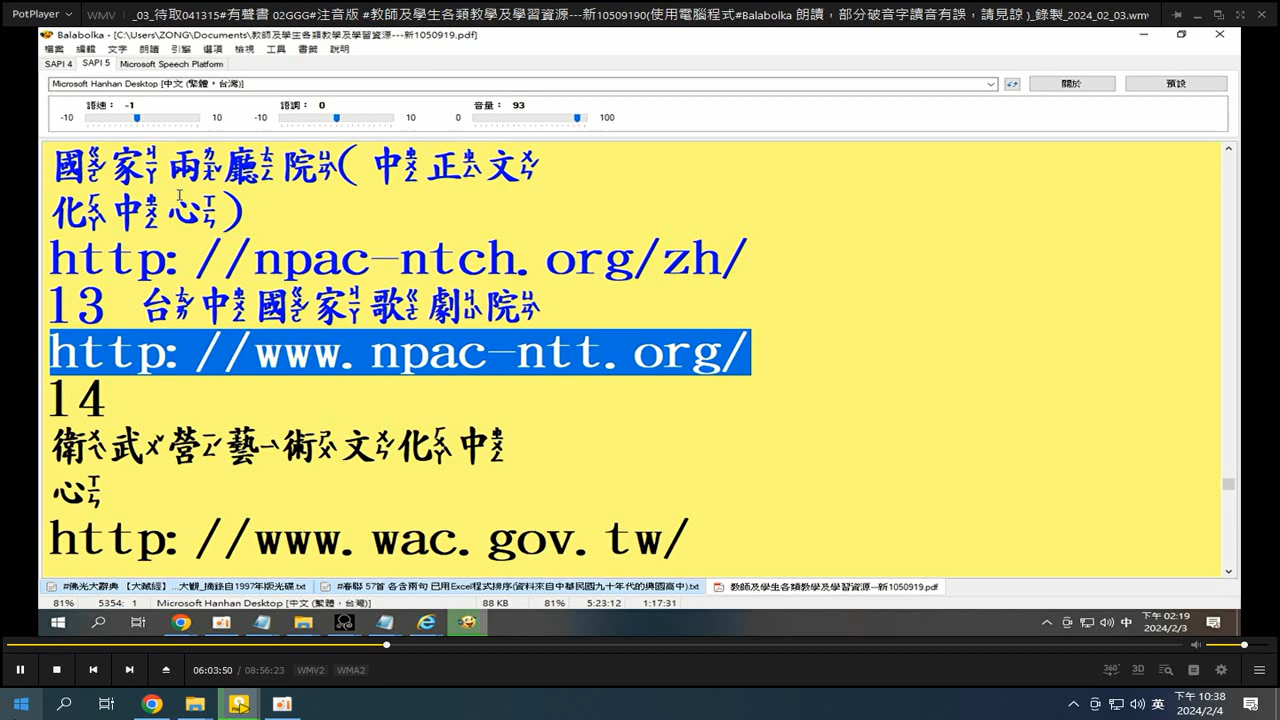 PotPlayer WMV _03_待取041315#有聲書 02GGG#注音版 #教師及學生各類教學及學習資源---新10509190(使用電腦程式#Balabolka 朗讀，部分破音字讀音有誤，請見諒 )_錄製_2024_02_03.wmv
Balabolka - [C:\Users\ZONG\Documents\教師及學生各類教學及學習資源---新1050919.pdf]
檔案 編輯 文字 朗讀 引擎 選項 檢視 工具 書籤 說明
SAPI 4 SAPI 5 Microsoft Speech Platform
Microsoft Hanhan Desktop [中文 (繁體，台灣)] 關於 預設
語速： -1 語調： 0 音量： 93
-10 10 -10 10 0 100
國家兩廳院(中正文
化中心)
http://npac-ntch.org/zh/
13 台中國家歌劇院
http://www.npac-ntt.org/
14
衛武營藝術文化中
心
http://www.wac.gov.tw/
#佛光大辭典 【大藏經】...大觀_摘錄自1997年版光碟.txt #春聯 57首 各含兩句 已用Excel程式排序(資料來自中華民國九十年代的典國高中).txt 教師及學生各類教學及學習資源---新1050919.pdf
81% 5354: 1 Microsoft Hanhan Desktop [中文 (繁體，台灣)] 88 KB 81% 5:23:12 1:17:31
中 下午 02:19
2024/2/3
06:03:50 / 08:56:23 WMV2 WMA2 360° 3D
英 下午 10:38
2024/2/4